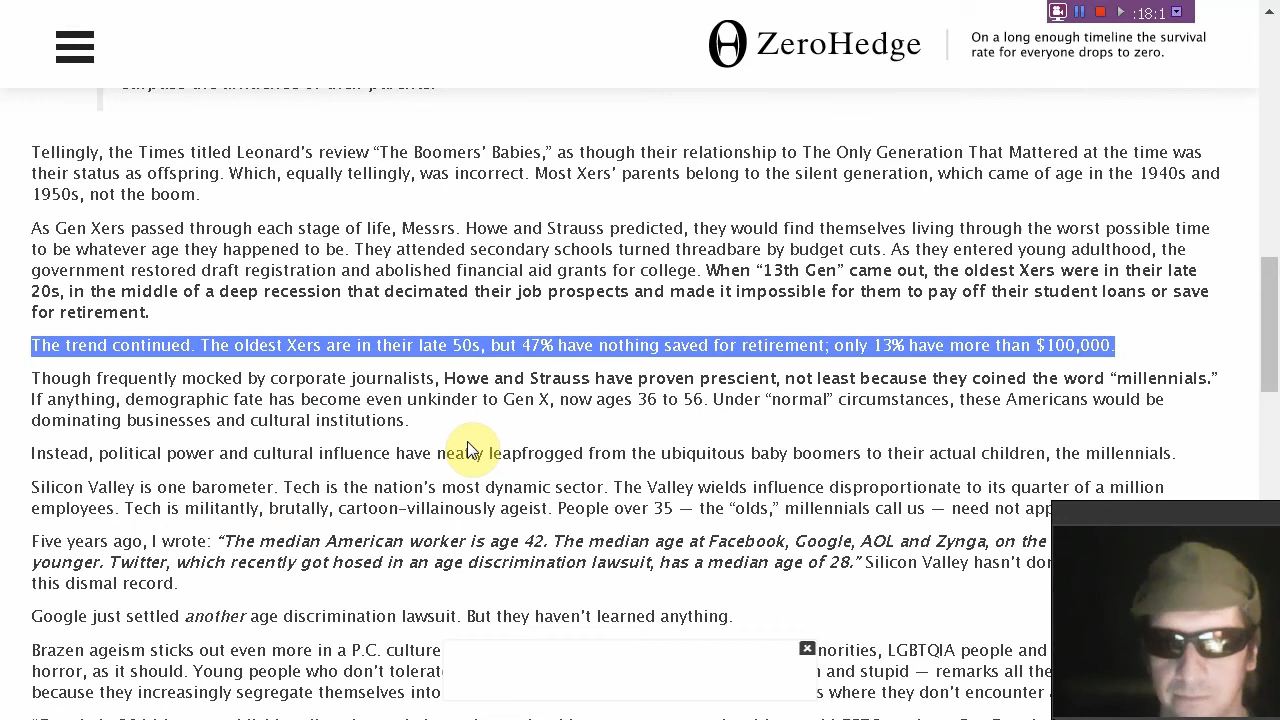 :18:1
ZeroHedge
On a long enough timeline the survival
rate for everyone drops to zero.
Tellingly, the Times titled Leonard's review “The Boomers' Babies,” as though their relationship to The Only Generation That Mattered at the time was
their status as offspring. Which, equally tellingly, was incorrect. Most Xers' parents belong to the silent generation, which came of age in the 1940s and
1950s, not the boom.
As Gen Xers passed through each stage of life, Messrs. Howe and Strauss predicted, they would find themselves living through the worst possible time
to be whatever age they happened to be. They attended secondary schools turned threadbare by budget cuts. As they entered young adulthood, the
government restored draft registration and abolished financial aid grants for college. When “13th Gen” came out, the oldest Xers were in their late
20s, in the middle of a deep recession that decimated their job prospects and made it impossible for them to pay off their student loans or save
for retirement.
The trend continued. The oldest Xers are in their late 50s, but 47% have nothing saved for retirement; only 13% have more than $100,000.
Though frequently mocked by corporate journalists, Howe and Strauss have proven prescient, not least because they coined the word “millennials.”
If anything, demographic fate has become even unkinder to Gen X, now ages 36 to 56. Under “normal” circumstances, these Americans would be
dominating businesses and cultural institutions.
Instead, political power and cultural influence have neatly leapfrogged from the ubiquitous baby boomers to their actual children, the millennials.
Silicon Valley is one barometer. Tech is the nation's most dynamic sector. The Valley wields influence disproportionate to its quarter of a million
employees. Tech is militantly, brutally, cartoon-villainously ageist. People over 35 — the “olds,” millennials call us — need not app
Five years ago, I wrote: “The median American worker is age 42. The median age at Facebook, Google, AOL and Zynga, on the
younger. Twitter, which recently got hosed in an age discrimination lawsuit, has a median age of 28.” Silicon Valley hasn't don
this dismal record.
Google just settled another age discrimination lawsuit. But they haven't learned anything.
Brazen ageism sticks out even more in a P.C. culture norities, LGBTQIA people and
horror, as it should. Young people who don't tolerat and stupid — remarks all the
because they increasingly segregate themselves into s where they don't encounter